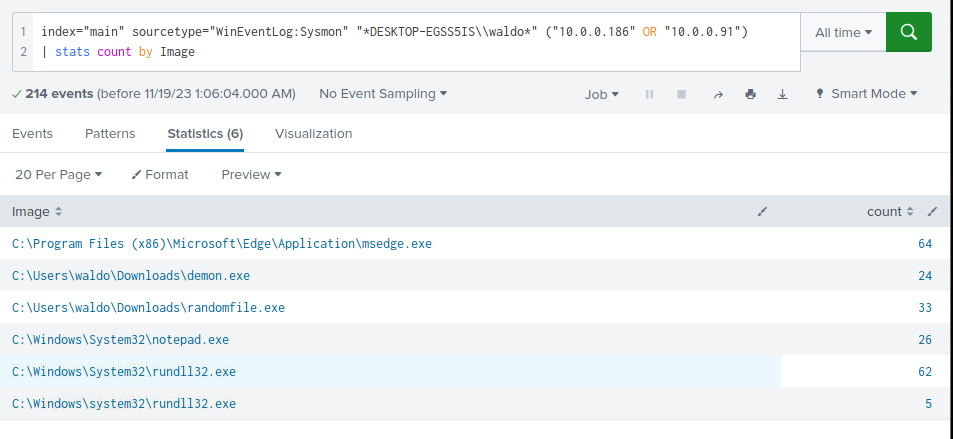 1 index="main" sourcetype="WinEventLog:Sysmon" "*DESKTOP-EGSS5IS\\waldo*" ("10.0.0.186" OR "10.0.0.91")
2 | stats count by Image
All time
214 events (before 11/19/23 1:06:04.000 AM) No Event Sampling Job Smart Mode
Events Patterns Statistics (6) Visualization
20 Per Page Format Preview
Image count
C:\Program Files (x86)\Microsoft\Edge\Application\msedge.exe 64
C:\Users\waldo\Downloads\demon.exe 24
C:\Users\waldo\Downloads\randomfile.exe 33
C:\Windows\System32\notepad.exe 26
C:\Windows\System32\rundll32.exe 62
C:\Windows\system32\rundll32.exe 5